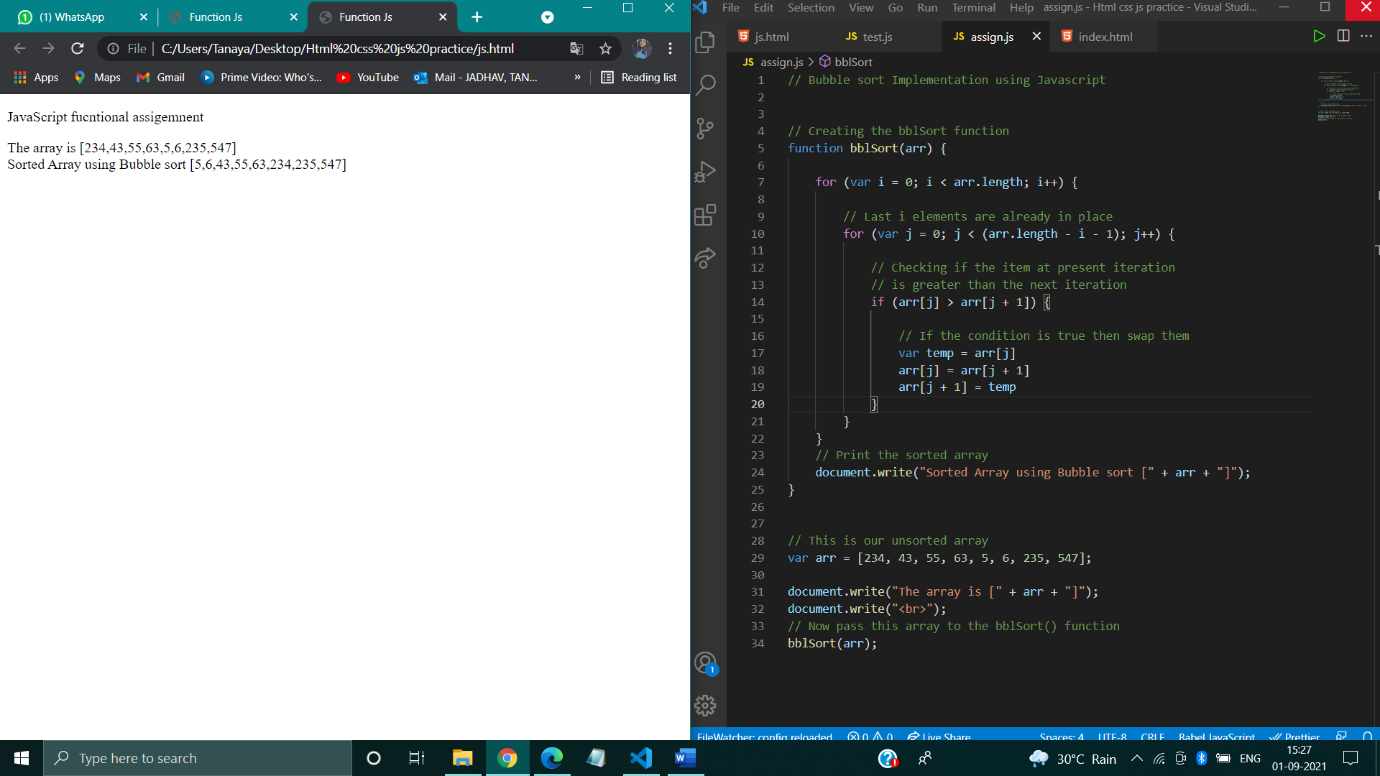 (1) WhatsApp
Function Js
Function Js
File | C:/Users/Tanaya/Desktop/Html%20css%20js%20practice/js.html
Apps Maps Gmail Prime Video: Who's... YouTube Mail - JADHAV, TAN... » Reading list
JavaScript fucntional assigemnent
The array is [234,43,55,63,5,6,235,547]
Sorted Array using Bubble sort [5,6,43,55,63,234,235,547]
File Edit Selection View Go Run Terminal Help assign.js - Html css js practice - Visual Studi...
js.html JS test.js JS assign.js index.html
JS assign.js > bblSort
1 // Bubble sort Implementation using Javascript
2
3
4 // Creating the bblSort function
5 function bblSort(arr) {
6
7 for (var i = 0; i < arr.length; i++) {
8
9 // Last i elements are already in place
10 for (var j = 0; j < (arr.length - i - 1); j++) {
11
12 // Checking if the item at present iteration
13 // is greater than the next iteration
14 if (arr[j] > arr[j + 1]) {
15
16 // If the condition is true then swap them
17 var temp = arr[j]
18 arr[j] = arr[j + 1]
19 arr[j + 1] = temp
20 }
21 }
22 }
23 // Print the sorted array
24 document.write("Sorted Array using Bubble sort [" + arr + "]");
25 }
26
27
28 // This is our unsorted array
29 var arr = [234, 43, 55, 63, 5, 6, 235, 547];
30
31 document.write("The array is [" + arr + "]");
32 document.write("<br>");
33 // Now pass this array to the bblSort() function
34 bblSort(arr);
1
FileWatcher: config reloaded 0 0 Live Share Spaces: 4 UTF-8 CRLF Babel JavaScript Prettier
Type here to search
30°C Rain ENG
15:27
01-09-2021